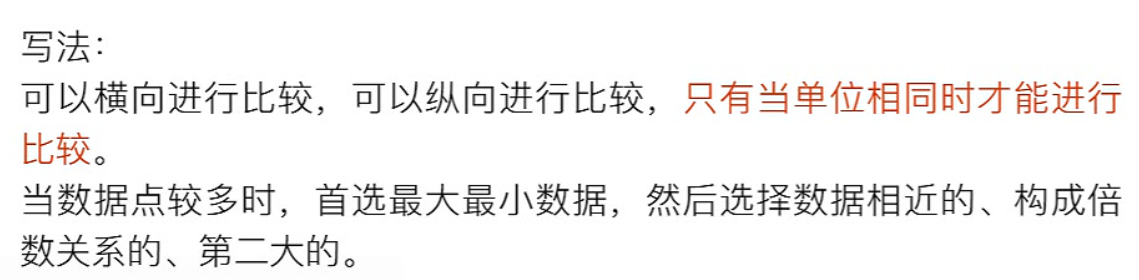 写法：
可以横向进行比较，可以纵向进行比较，只有当单位相同时才能进行
比较。
当数据点较多时，首选最大最小数据，然后选择数据相近的、构成倍
数关系的、第二大的。